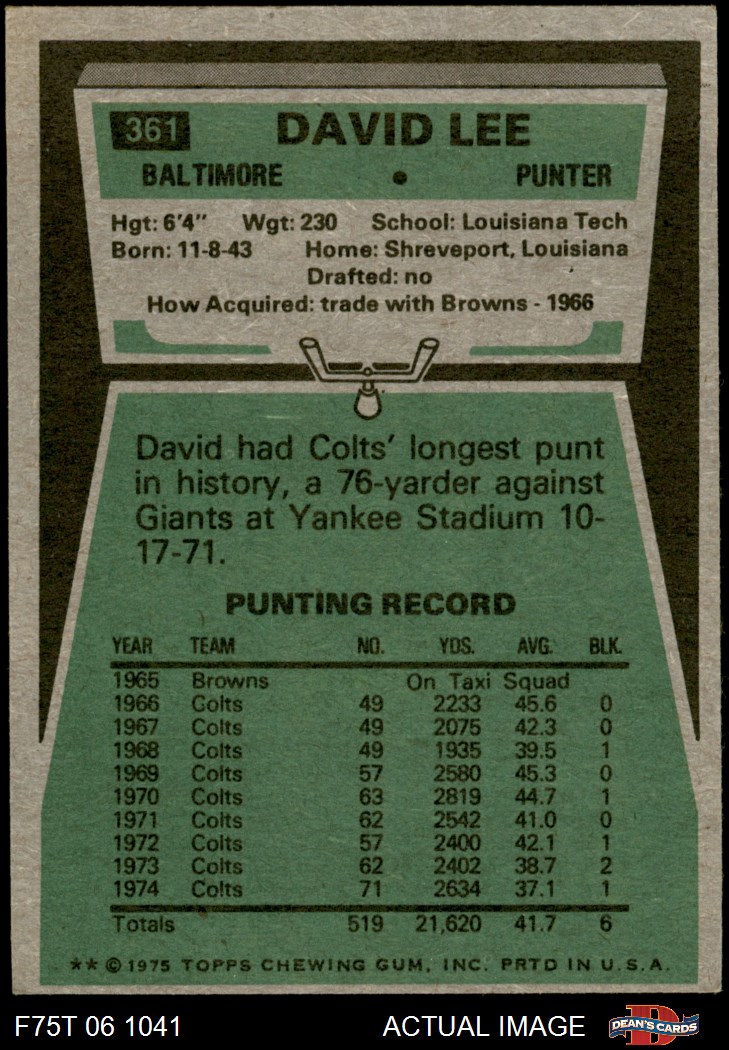 361 DAVID LEE
BALTIMORE • PUNTER
Hgt: 6'4" Wgt: 230 School: Louisiana Tech
Born: 11-8-43 Home: Shreveport, Louisiana
Drafted: no
How Acquired: trade with Browns - 1966
David had Colts' longest punt
in history, a 76-yarder against
Giants at Yankee Stadium 10-
17-71.
PUNTING RECORD
YEAR TEAM NO. YDS. AVG. BLK.
1965 Browns On Taxi Squad
1966 Colts 49 2233 45.6 0
1967 Colts 49 2075 42.3 0
1968 Colts 49 1935 39.5 1
1969 Colts 57 2580 45.3 0
1970 Colts 63 2819 44.7 1
1971 Colts 62 2542 41.0 0
1972 Colts 57 2400 42.1 1
1973 Colts 62 2402 38.7 2
1974 Colts 71 2634 37.1 1
Totals 519 21,620 41.7 6
** © 1975 TOPPS CHEWING GUM, INC. PRTD IN U.S.A.
F75T 06 1041 ACTUAL IMAGE D DEAN'S CARDS